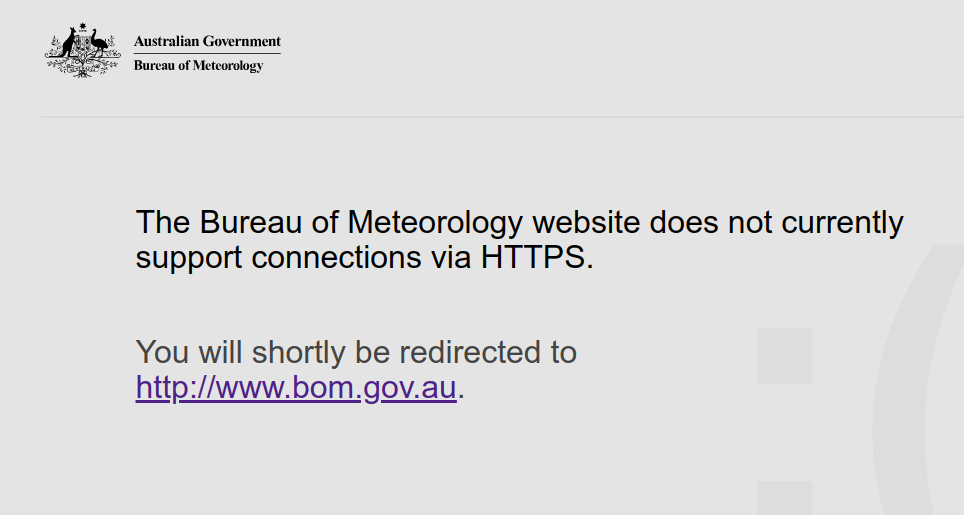 Australian Government
Bureau of Meteorology
The Bureau of Meteorology website does not currently
support connections via HTTPS.
You will shortly be redirected to
http://www.bom.gov.au.
:(